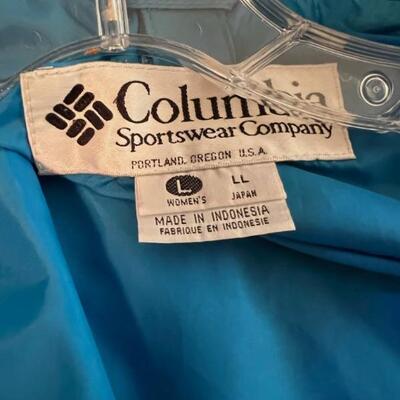 Columbia
Sportswear Company
PORTLAND, OREGON U.S.A.
L LL
WOMEN'S JAPAN
MADE IN INDONESIA
FABRIQUE EN INDONESIE